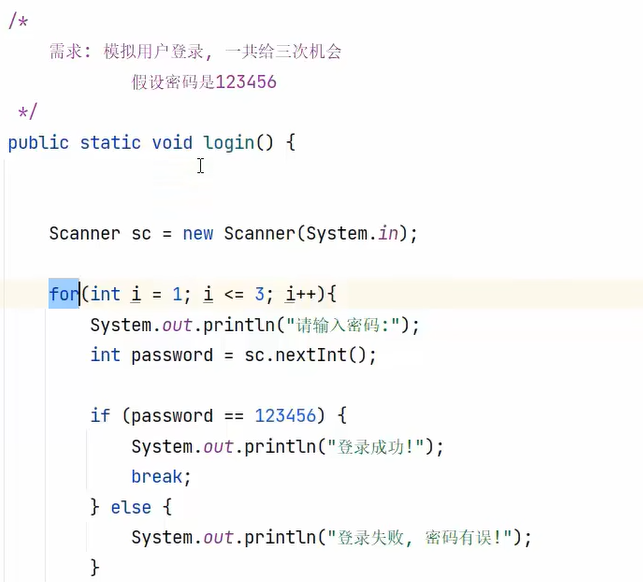 /*
需求: 模拟用户登录, 一共给三次机会
假设密码是123456
*/
public static void login() {
Scanner sc = new Scanner(System.in);
for(int i = 1; i <= 3; i++){
System.out.println("请输入密码:");
int password = sc.nextInt();
if (password == 123456) {
System.out.println("登录成功!");
break;
} else {
System.out.println("登录失败, 密码有误!");
}